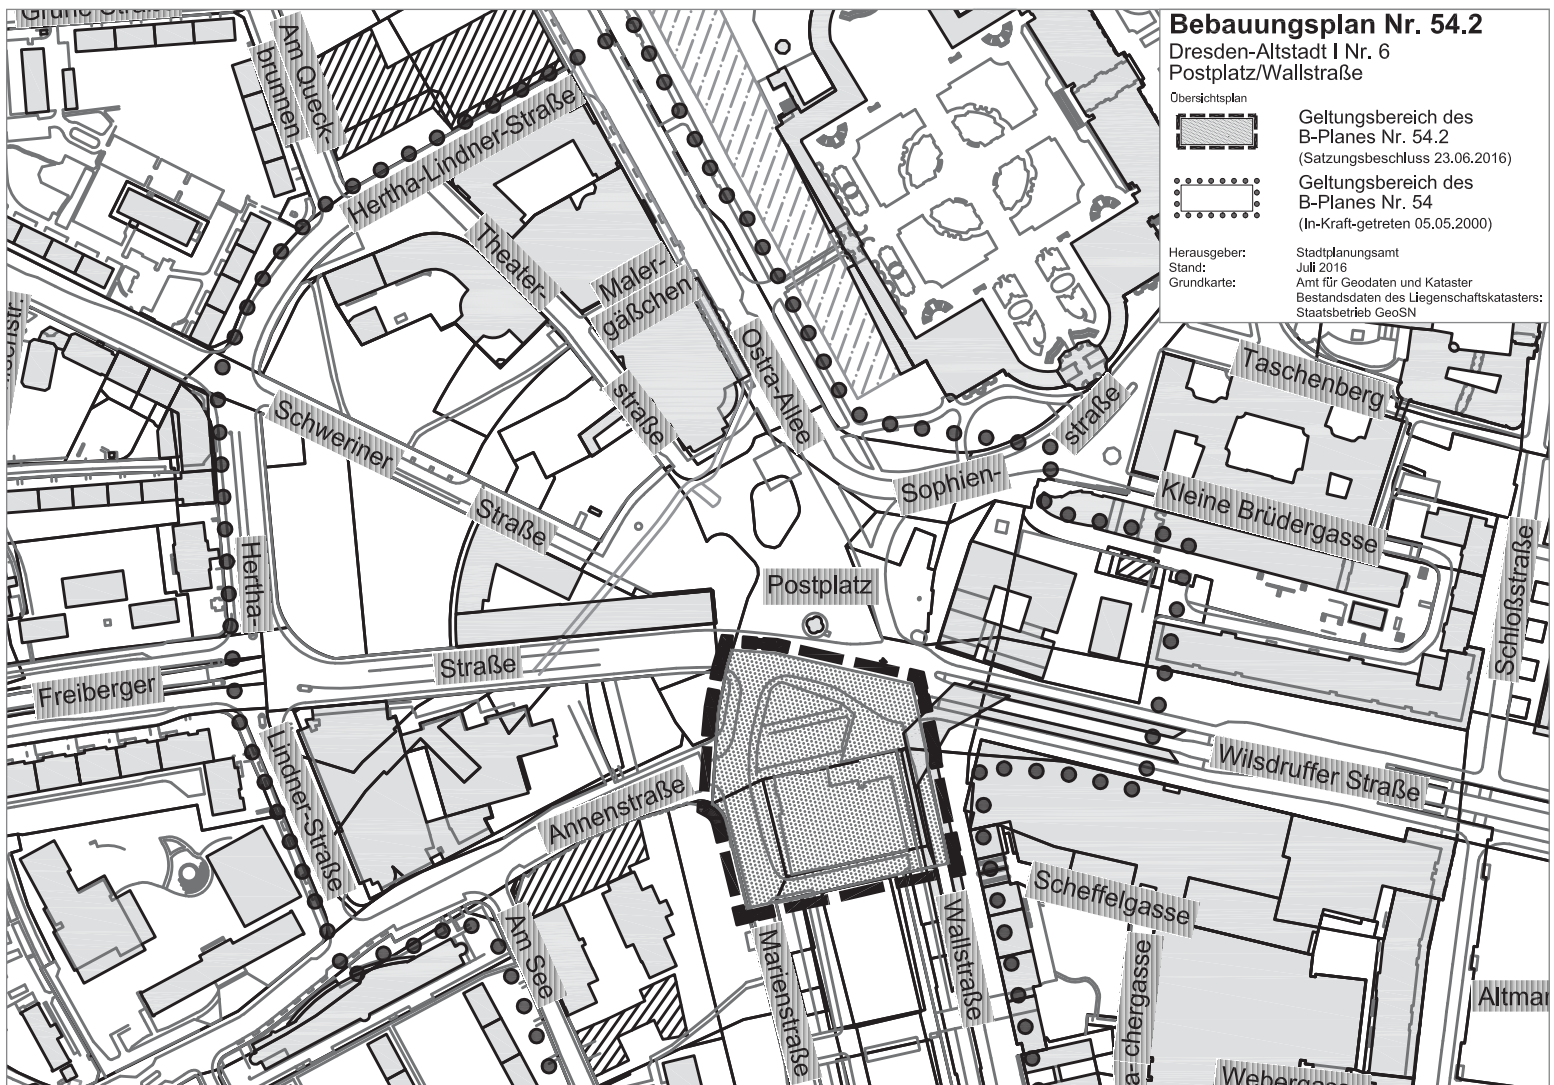 Bebauungsplan Nr. 54.2
Dresden-Altstadt I Nr. 6
Postplatz/Wallstraße
Übersichtsplan
Geltungsbereich des
B-Planes Nr. 54.2
(Satzungsbeschluss 23.06.2016)
Geltungsbereich des
B-Planes Nr. 54
(In-Kraft-getreten 05.05.2000)
Herausgeber: Stadtplanungsamt
Stand: Juli 2016
Grundkarte: Amt für Geodaten und Kataster
Bestandsdaten des Liegenschaftskatasters:
Staatsbetrieb GeoSN
Am Queck-
brunnen
Hertha-Lindner-Straße
Theater-
straße
Maler-
gäßchen
Ostra-Allee
Taschenberg
Sophien-
straße
Kleine Brüdergasse
Schloßstraße
Schweriner
Straße
Hertha-
Lindner-Straße
Postplatz
Freiberger
Straße
Wilsdruffer Straße
Annenstraße
Scheffelgasse
Am See
Marienstraße
Wallstraße
a-chergasse
Altmar
Weberga